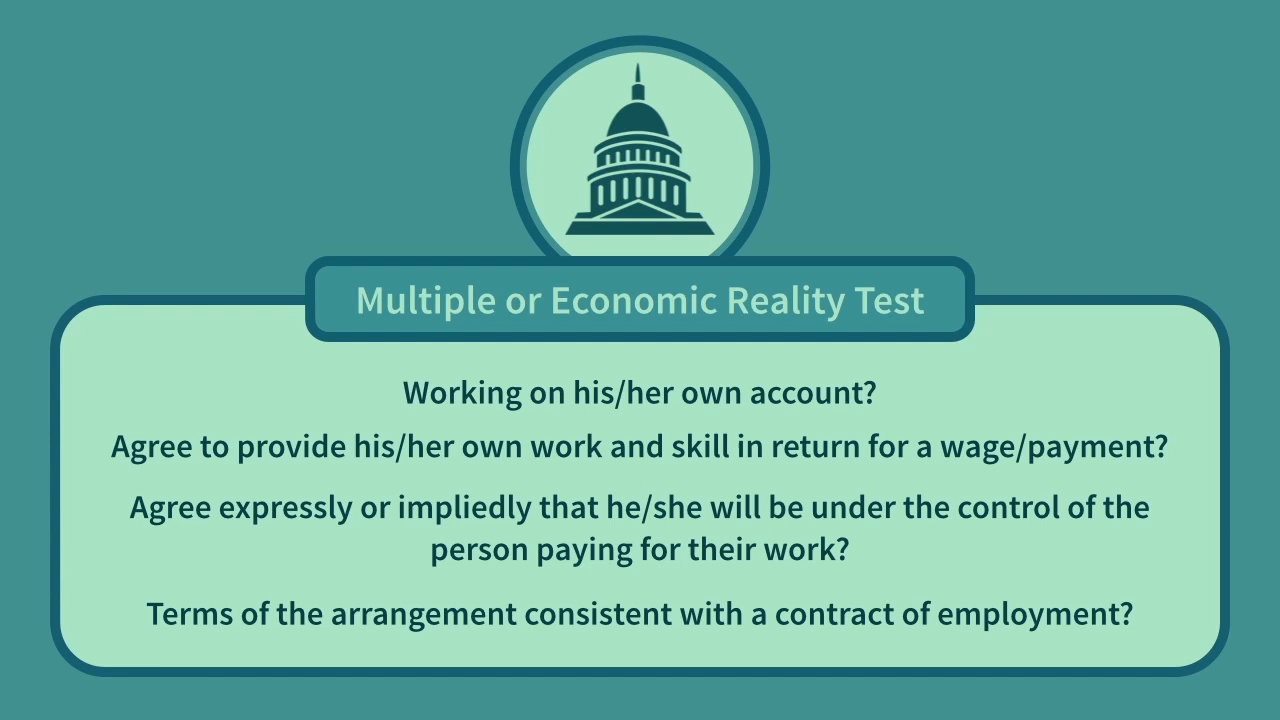 Multiple or Economic Reality Test
Working on his/her own account?
Agree to provide his/her own work and skill in return for a wage/payment?
Agree expressly or impliedly that he/she will be under the control of the
person paying for their work?
Terms of the arrangement consistent with a contract of employment?